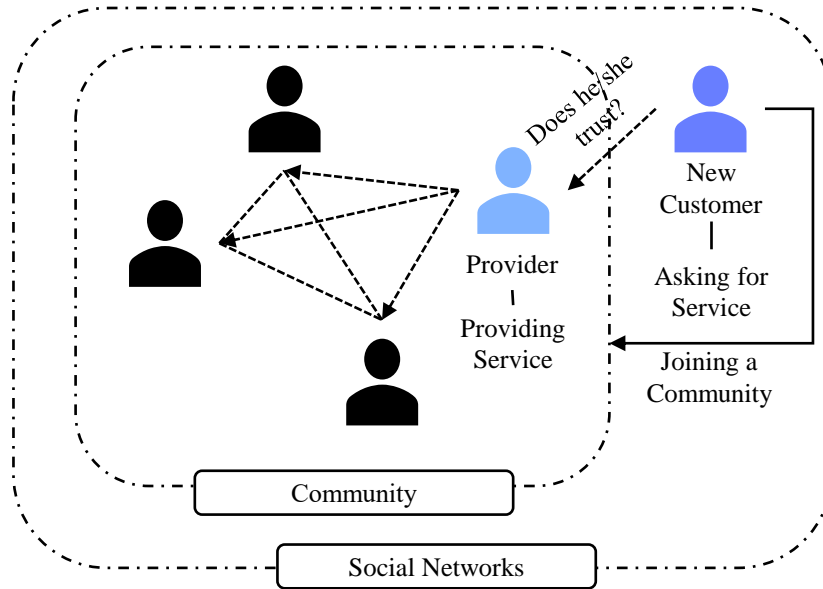 Does he/she
trust?
New
Customer
Asking for
Service
Provider
Providing
Service
Joining a
Community
Community
Social Networks